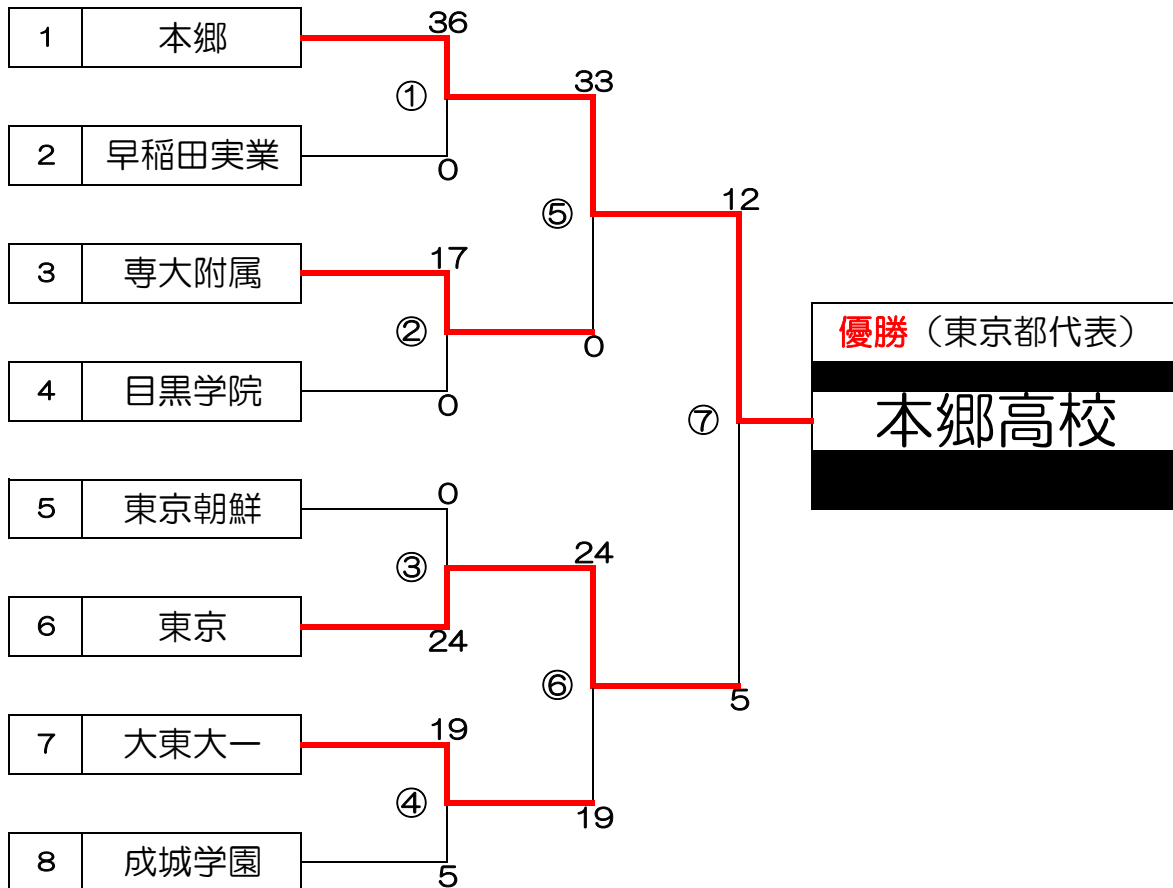 1 本郷
36
①
33
2 早稲田実業
0
⑤
12
3 専大附属
17
②
0
優勝（東京都代表）
4 目黒学院
0
⑦
本郷高校
5 東京朝鮮
0
③
24
6 東京
24
⑥
5
7 大東大一
19
④
19
8 成城学園
5